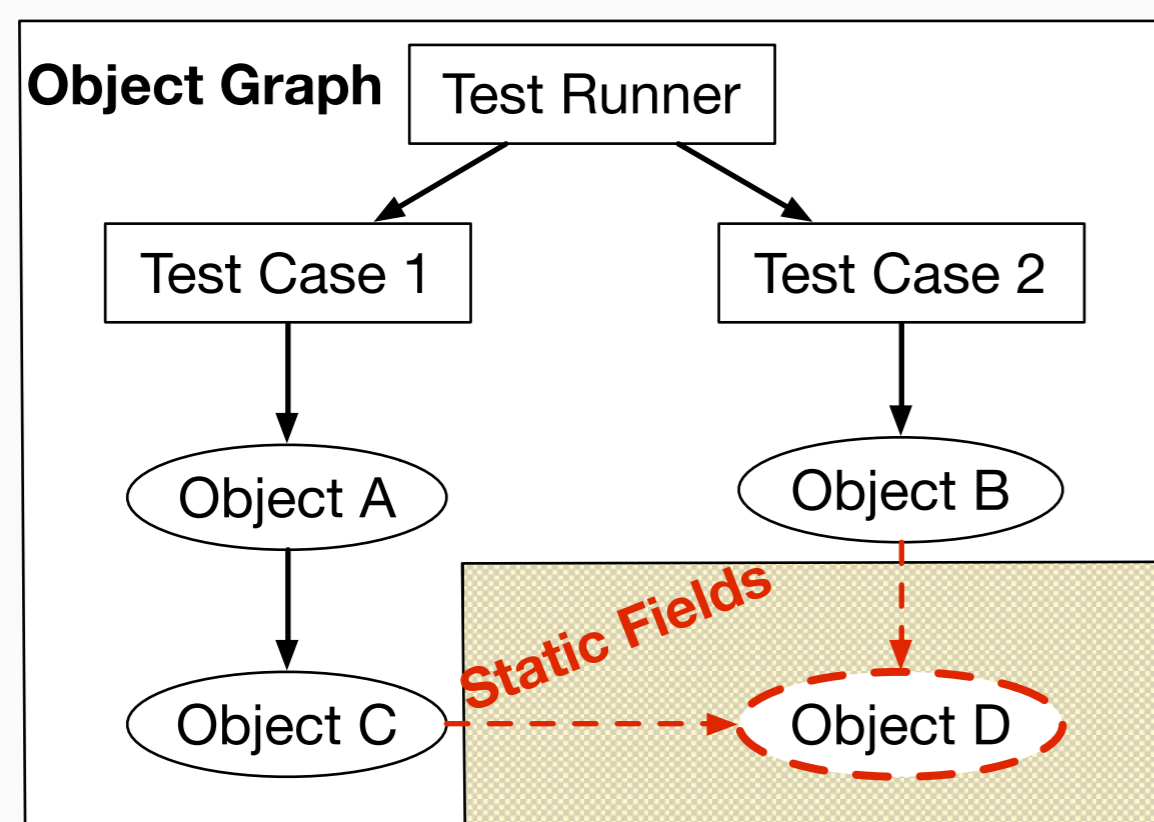 Object Graph
Test Runner
Test Case 1
Test Case 2
Object A
Object B
Static Fields
Object C
Object D